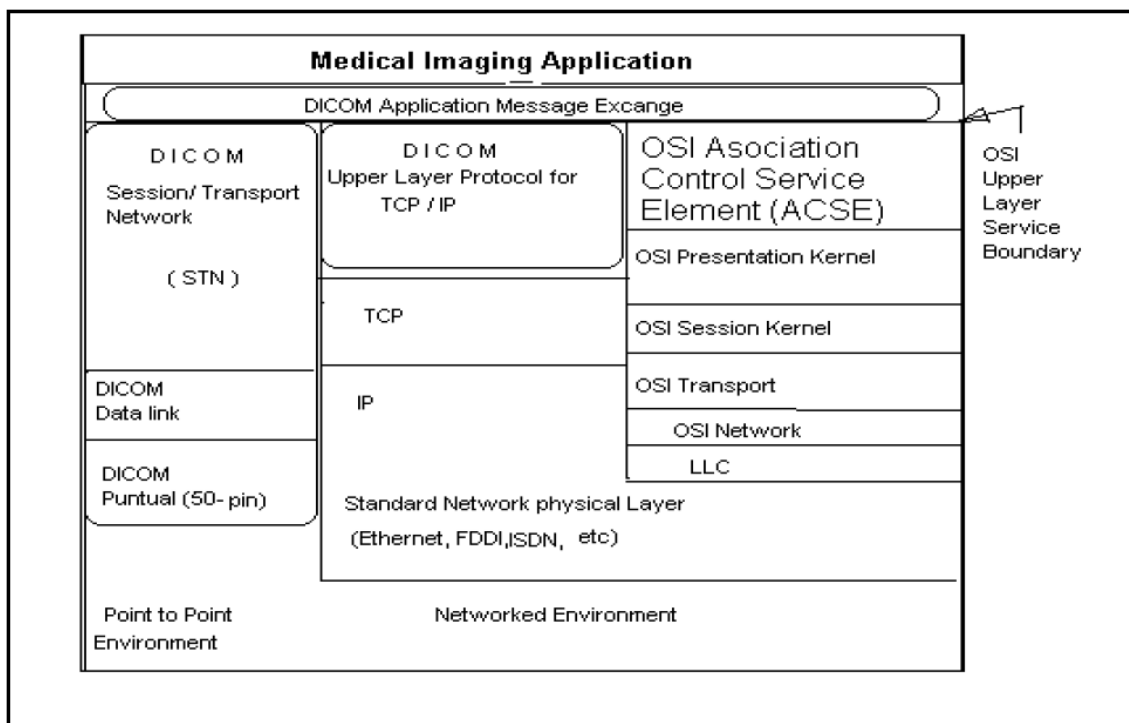 Medical Imaging Application
DICOM Application Message Excange
D I C O M
Session/ Transport
Network
( STN )
DICOM
Data link
DICOM
Puntual (50- pin)
D I C O M
Upper Layer Protocol for
TCP / IP
TCP
IP
OSI Asociation
Control Service
Element (ACSE)
OSI Presentation Kernel
OSI Session Kernel
OSI Transport
OSI Network
LLC
Standard Network physical Layer
(Ethernet, FDDI,ISDN, etc)
Point to Point
Environment
Networked Environment
OSI
Upper
Layer
Service
Boundary